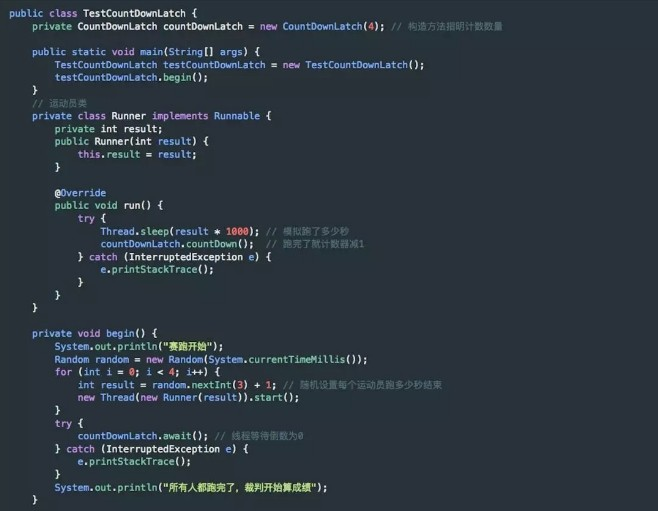 public class TestCountDownLatch {
    private CountDownLatch countDownLatch = new CountDownLatch(4); // 构造方法指明计数数量

    public static void main(String[] args) {
        TestCountDownLatch testCountDownLatch = new TestCountDownLatch();
        testCountDownLatch.begin();
    }
    // 运动员类
    private class Runner implements Runnable {
        private int result;
        public Runner(int result) {
            this.result = result;
        }

        @Override
        public void run() {
            try {
                Thread.sleep(result * 1000); // 模拟跑了多少秒
                countDownLatch.countDown();  // 跑完了就计数器减1
            } catch (InterruptedException e) {
                e.printStackTrace();
            }
        }
    }

    private void begin() {
        System.out.println("赛跑开始");
        Random random = new Random(System.currentTimeMillis());
        for (int i = 0; i < 4; i++) {
            int result = random.nextInt(3) + 1; // 随机设置每个运动员跑多少秒结束
            new Thread(new Runner(result)).start();
        }
        try {
            countDownLatch.await(); // 线程等待倒数为0
        } catch (InterruptedException e) {
            e.printStackTrace();
        }
        System.out.println("所有人都跑完了，裁判开始算成绩");
    }